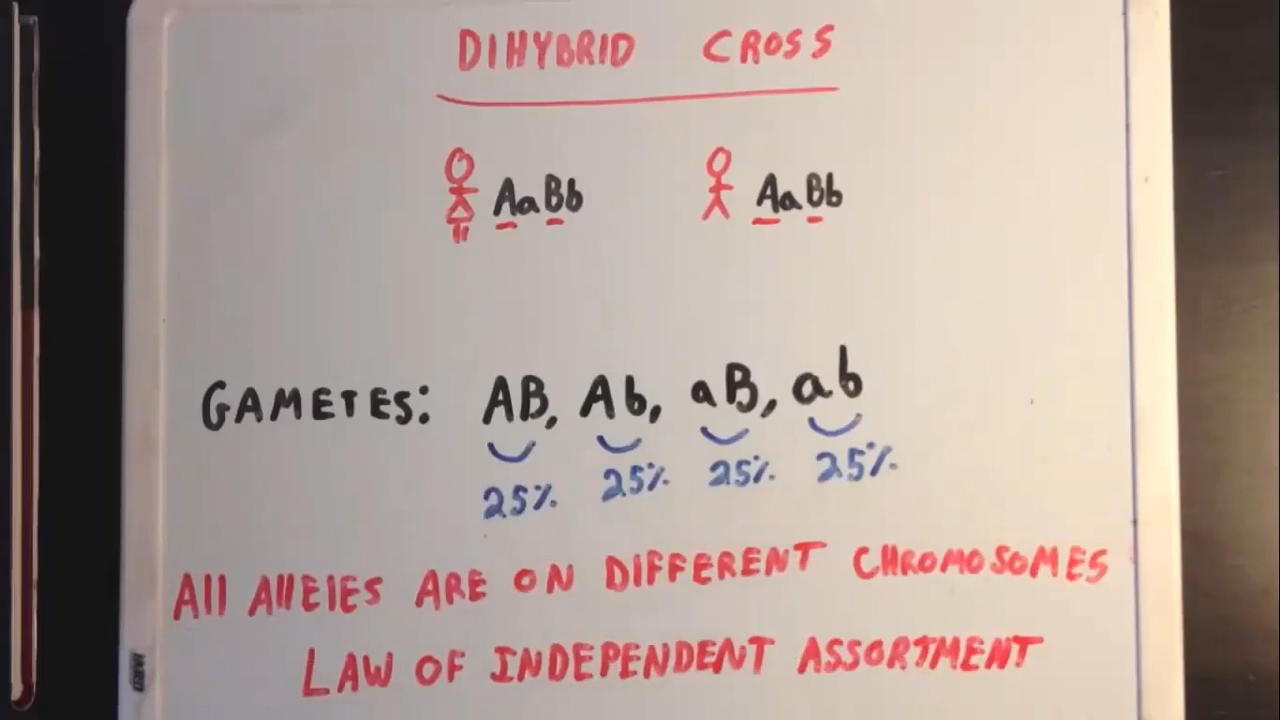 DIHYBRID CROSS
AaBb AaBb
GAMETES: AB, Ab, aB, ab
25% 25% 25% 25%
All AllEles ARE ON DIFFERENT CHROMOSOMES
LAW OF INDEPENDENT ASSORTMENT